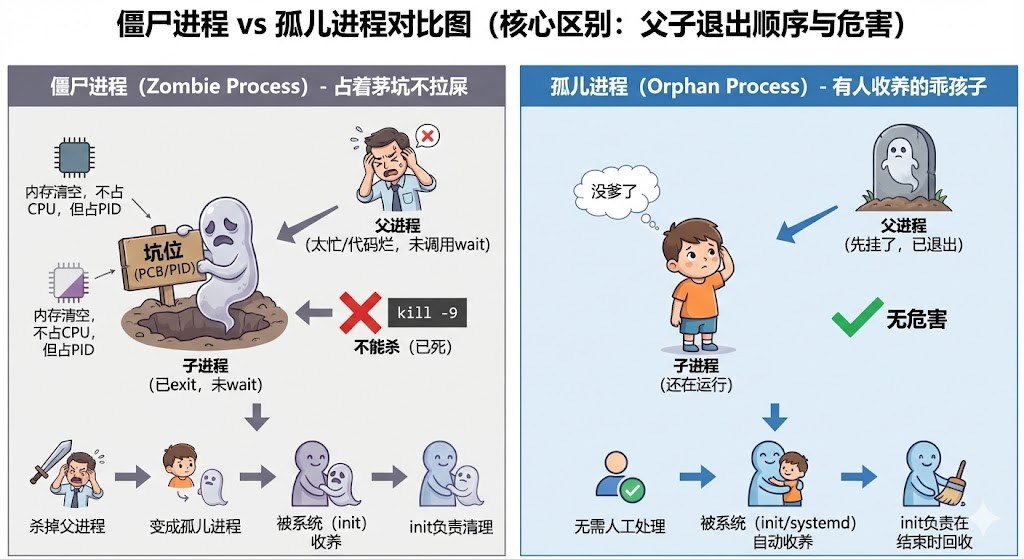 僵尸进程 vs 孤儿进程对比图（核心区别：父子退出顺序与危害）
僵尸进程（Zombie Process）- 占着茅坑不拉屎
内存清空，不占
CPU，但占PID
父进程
（太忙/代码烂，未调用wait）
坑位
(PCB/PID)
内存清空，
不占CPU，
但占PID
kill -9
不能杀（已死）
子进程
（已exit，未wait）
杀掉父进程
变成孤儿进程
被系统（init）
收养
init负责清理
孤儿进程（Orphan Process）- 有人收养的乖孩子
没爹了
父进程
（先挂了，已退出）
无危害
子进程
（还在运行）
无需人工处理
被系统（init/systemd）
自动收养
init负责在
结束时回收